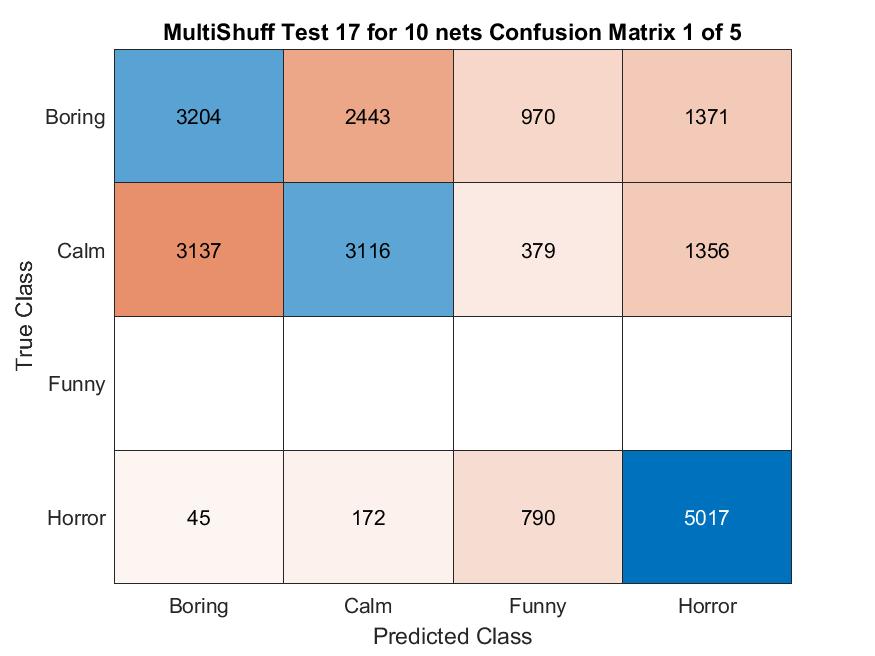 MultiShuff Test 17 for 10 nets Confusion Matrix 1 of 5
Boring 3204 2443 970 1371
Calm 3137 3116 379 1356
Funny
Horror 45 172 790 5017
Boring Calm Funny Horror
Predicted Class
True Class